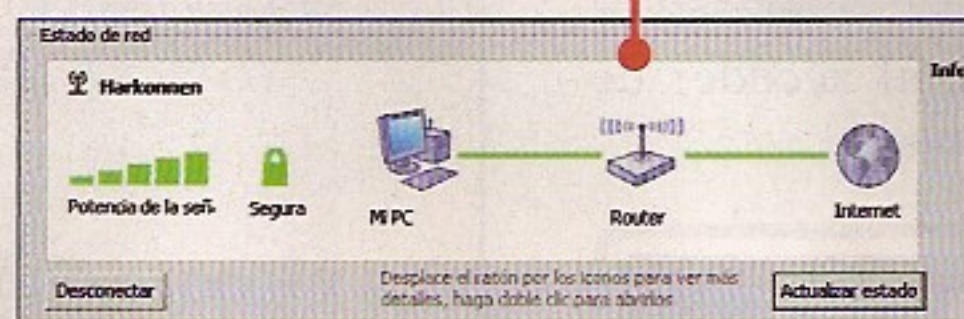 Estado de red
Harkonnen
Potencia de la señ.
Segura
Mi PC
Router
Internet
Desplace el ratón por los iconos para ver más
detalles, haga doble clic para abrirlos
Desconectar
Actualizar estado